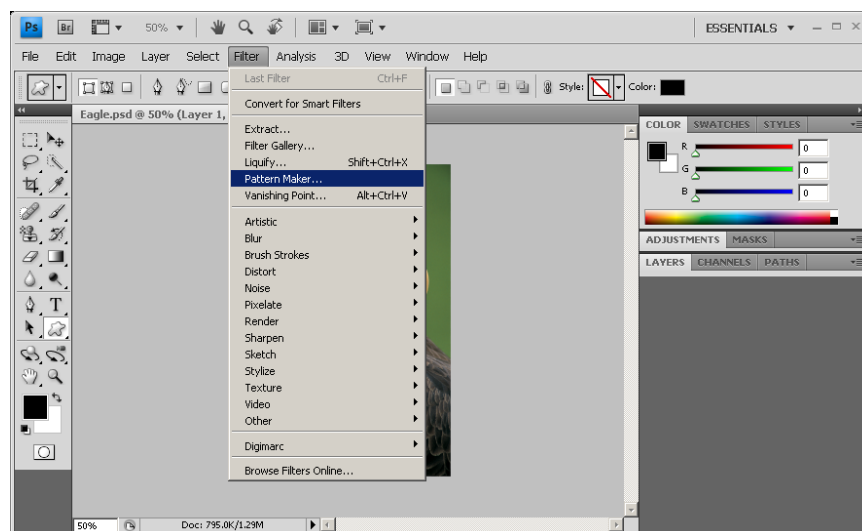 Ps Br 50% ESSENTIALS
File Edit Image Layer Select Filter Analysis 3D View Window Help
Style: Color:
Eagle.psd @ 50% (Layer 1,
Last Filter Ctrl+F
Convert for Smart Filters
Extract...
Filter Gallery...
Liquify... Shift+Ctrl+X
Pattern Maker...
Vanishing Point... Alt+Ctrl+V
Artistic
Blur
Brush Strokes
Distort
Noise
Pixelate
Render
Sharpen
Sketch
Stylize
Texture
Video
Other
Digimarc
Browse Filters Online...
COLOR SWATCHES STYLES
R 0
G 0
B 0
ADJUSTMENTS MASKS
LAYERS CHANNELS PATHS
T
50% Doc: 795.0K/1.29M